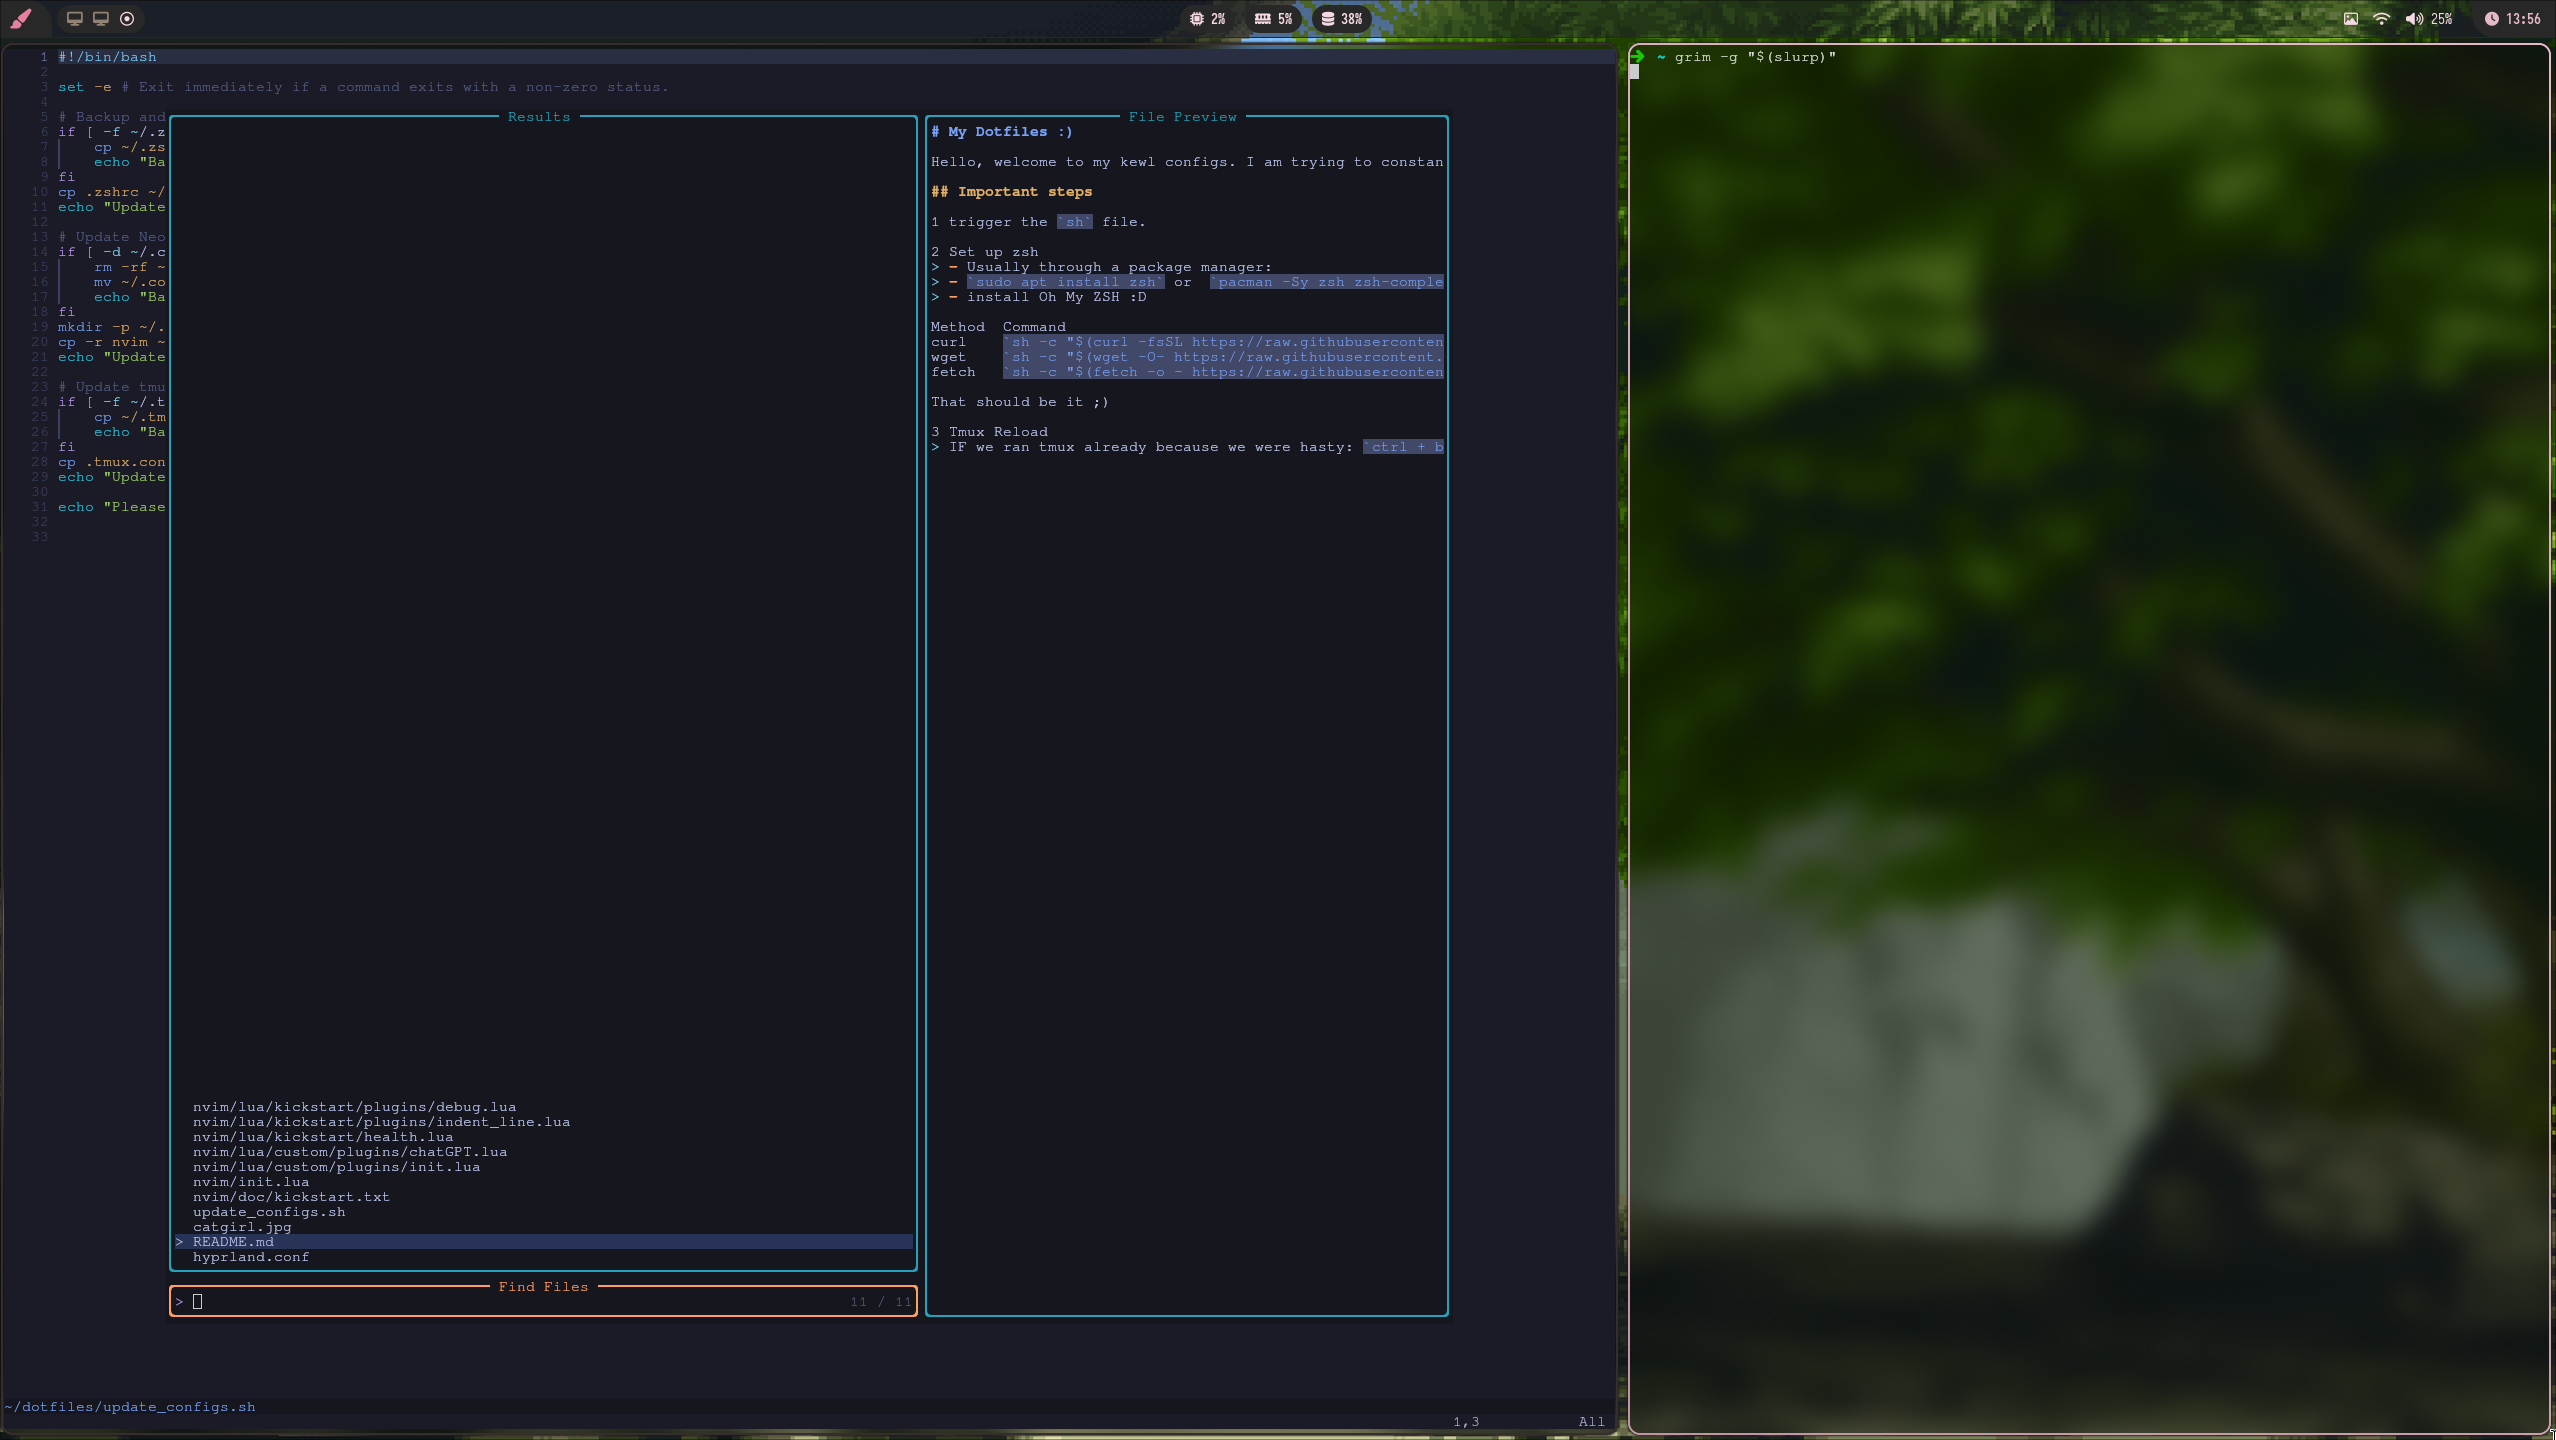 2% 5% 38% 25% 13:56
1 #!/bin/bash
2
3 set -e # Exit immediately if a command exits with a non-zero status.
4
5 # Backup and
6 if [ -f ~/.z
7 cp ~/.zs
8 echo "Ba
9 fi
10 cp .zshrc ~/
11 echo "Update
12
13 # Update Neo
14 if [ -d ~/.c
15 rm -rf ~
16 mv ~/.co
17 echo "Ba
18 fi
19 mkdir -p ~/.
20 cp -r nvim ~
21 echo "Update
22
23 # Update tmu
24 if [ -f ~/.t
25 cp ~/.tm
26 echo "Ba
27 fi
28 cp .tmux.con
29 echo "Update
30
31 echo "Please
32
33
Results
nvim/lua/kickstart/plugins/debug.lua
nvim/lua/kickstart/plugins/indent_line.lua
nvim/lua/kickstart/health.lua
nvim/lua/custom/plugins/chatGPT.lua
nvim/lua/custom/plugins/init.lua
nvim/init.lua
nvim/doc/kickstart.txt
update_configs.sh
catgirl.jpg
> README.md
hyprland.conf
Find Files
> 11 / 11
File Preview
# My Dotfiles :)
Hello, welcome to my kewl configs. I am trying to constan
## Important steps
1 trigger the `sh` file.
2 Set up zsh
> - Usually through a package manager:
> - `sudo apt install zsh` or `pacman -Sy zsh zsh-comple
> - install Oh My ZSH :D
Method Command
curl `sh -c "$(curl -fsSL https://raw.githubuserconten
wget `sh -c "$(wget -O- https://raw.githubusercontent.
fetch `sh -c "$(fetch -o - https://raw.githubuserconten
That should be it ;)
3 Tmux Reload
> IF we ran tmux already because we were hasty: `ctrl + b
~/dotfiles/update_configs.sh
1,3 All
~ grim -g "$(slurp)"